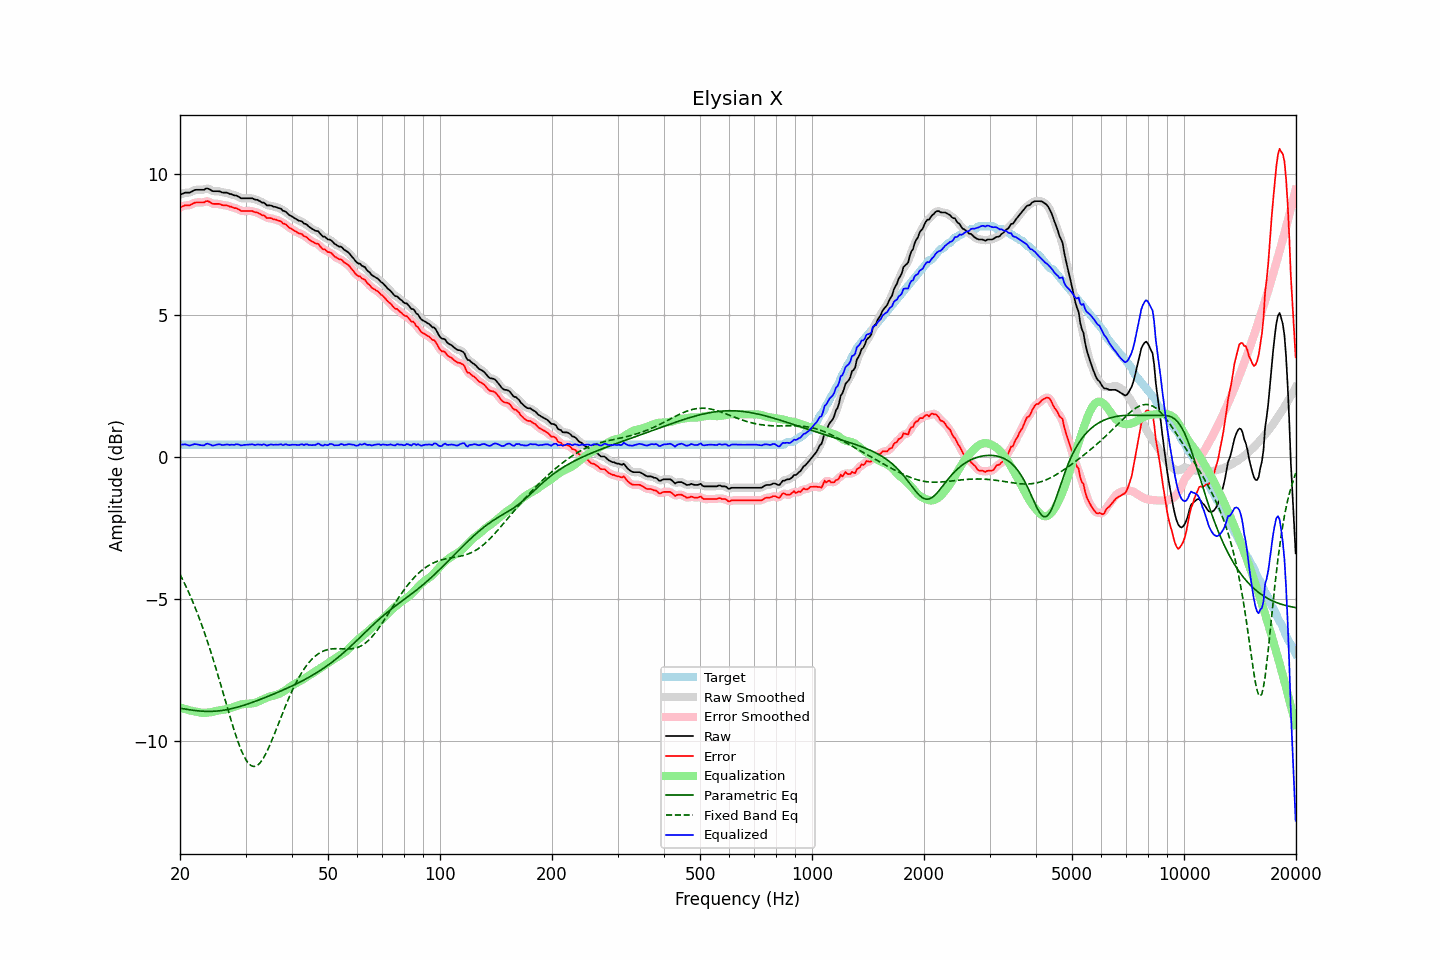 Elysian X
10
5
0
−5
−10
Amplitude (dBr)
20
50
100
200
500
1000
2000
5000
10000
20000
Frequency (Hz)
Target
Raw Smoothed
Error Smoothed
Raw
Error
Equalization
Parametric Eq
Fixed Band Eq
Equalized